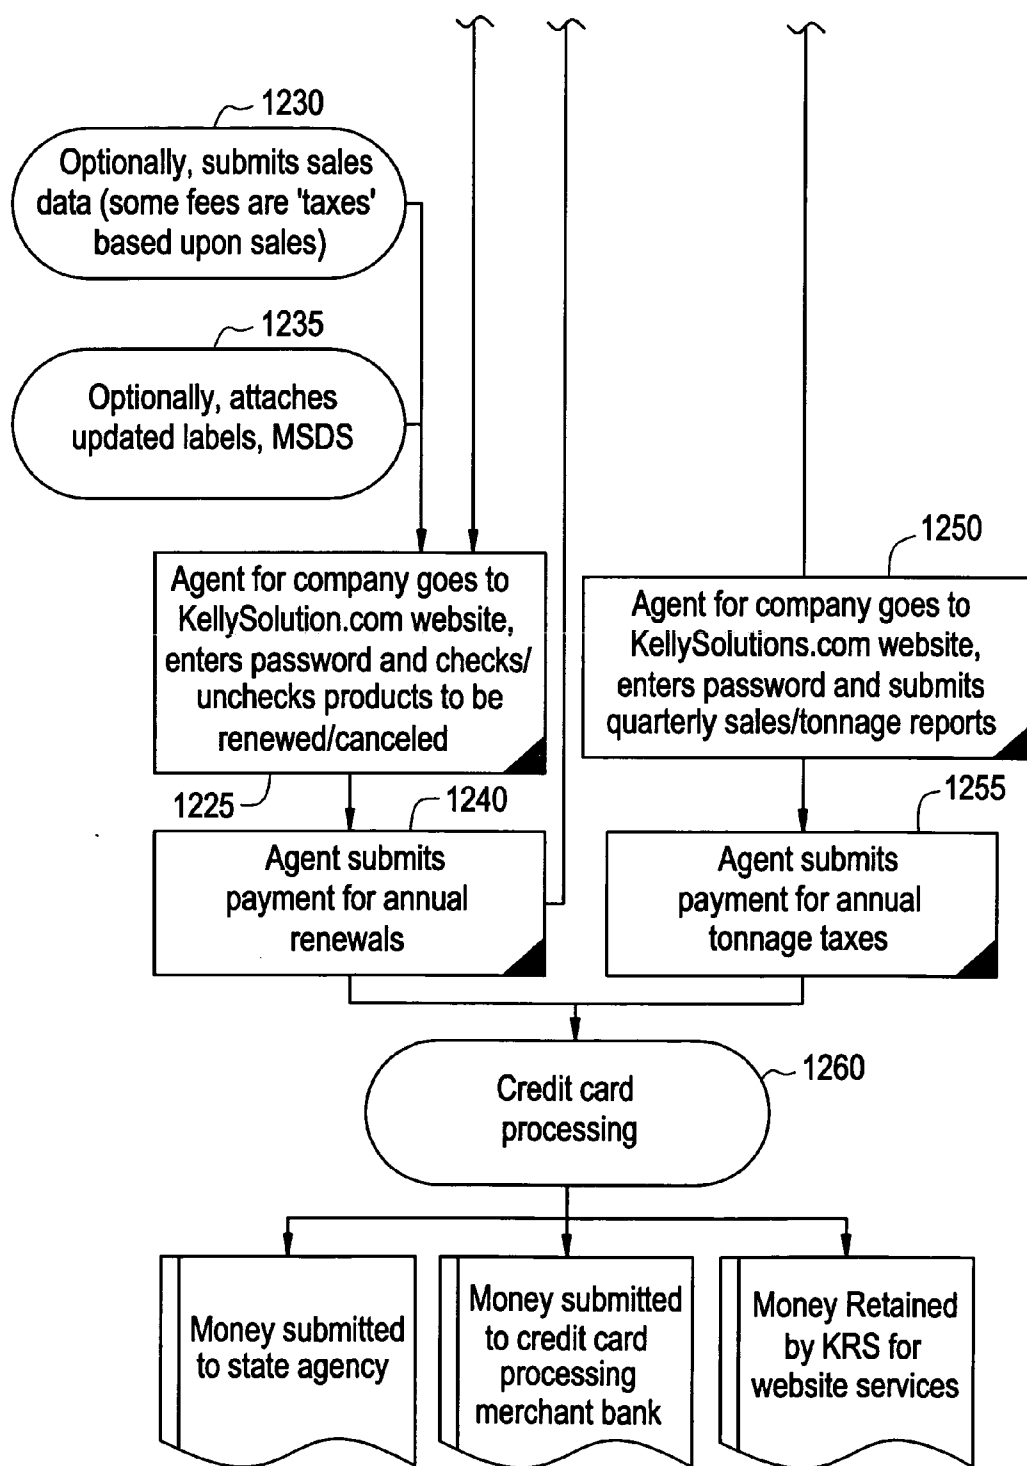 1230
Optionally, submits sales
data (some fees are 'taxes'
based upon sales)
1235
Optionally, attaches
updated labels, MSDS
Agent for company goes to
KellySolution.com website,
enters password and checks/
unchecks products to be
renewed/canceled
1225
1250
Agent for company goes to
KellySolutions.com website,
enters password and submits
quarterly sales/tonnage reports
1240
Agent submits
payment for annual
renewals
1255
Agent submits
payment for annual
tonnage taxes
1260
Credit card
processing
Money submitted
to state agency
Money submitted
to credit card
processing
merchant bank
Money Retained
by KRS for
website services